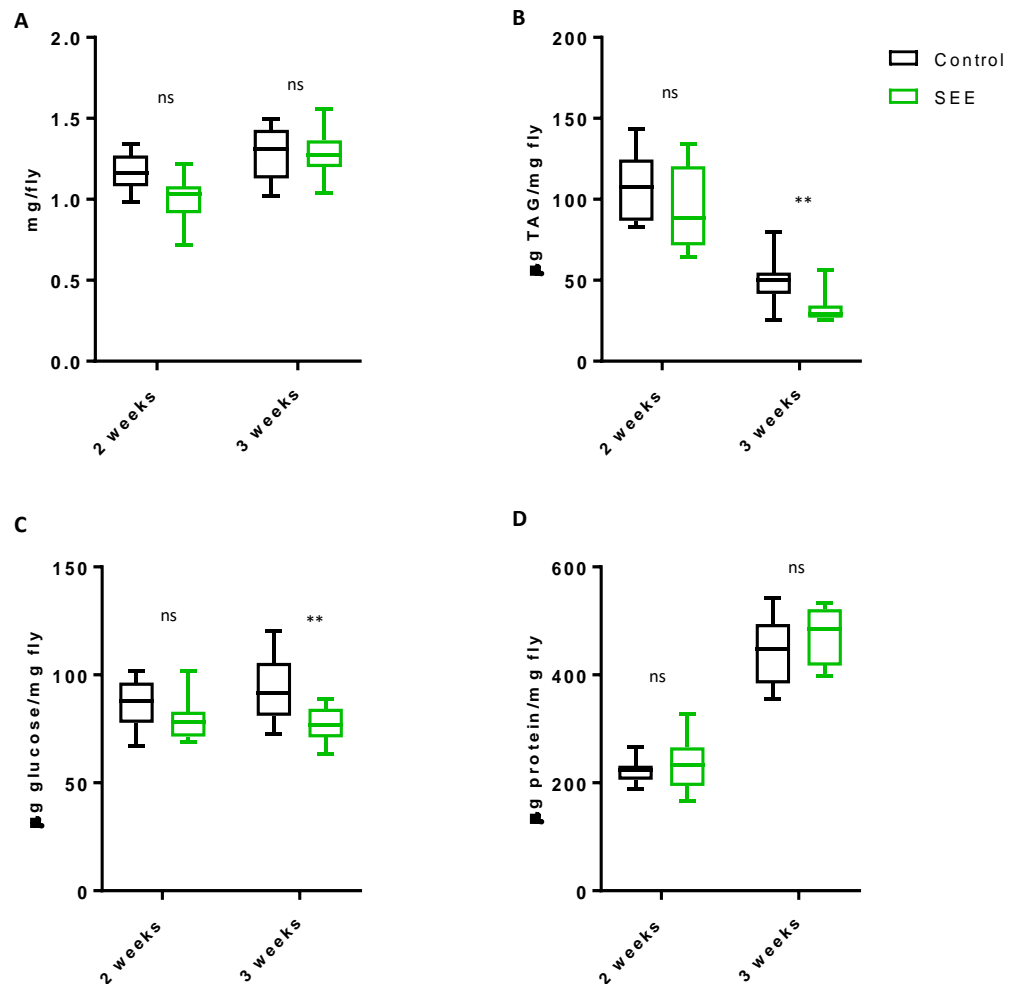 A
mg/fly
2.0
1.5
1.0
0.5
0.0
ns
ns
2 weeks
3 weeks
B
µg TAG/mg fly
200
150
100
50
0
ns
**
2 weeks
3 weeks
Control
SEE
C
µg glucose/mg fly
150
100
50
0
ns
**
2 weeks
3 weeks
D
µg protein/mg fly
600
400
200
0
ns
ns
2 weeks
3 weeks